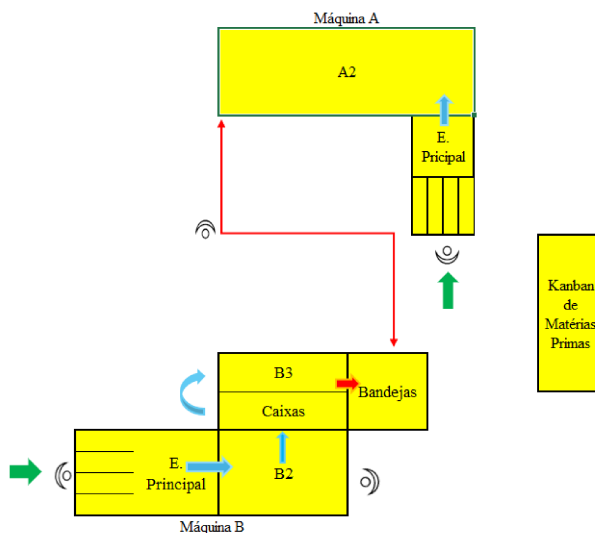 Máquina A
A2
E.
Pricipal
Kanban
de
Matérias
Primas
B3
Bandejas
Caixas
E.
Principal
B2
Máquina B